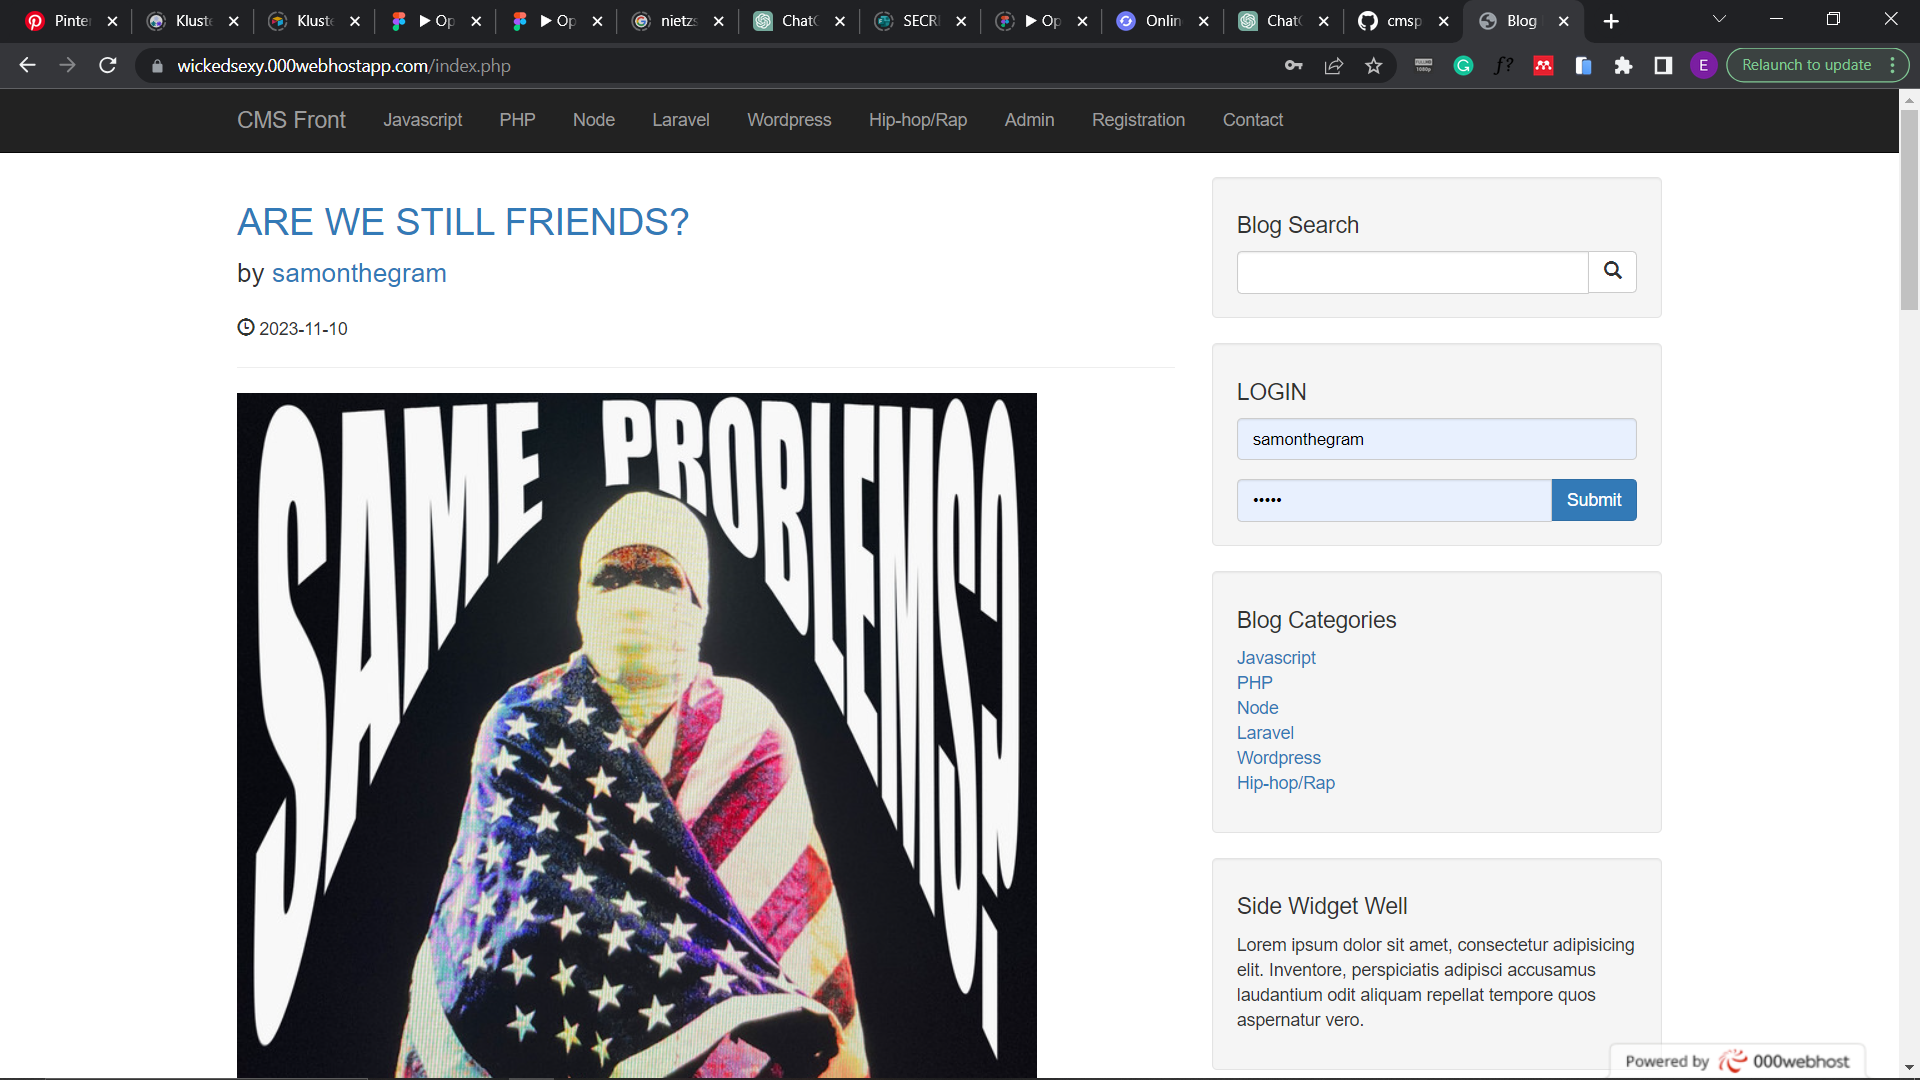 Pinter
Klust
Klust
Op
Op
nietzs
Chat
SECRI
Op
Onlin
Chat
cmsp
Blog
wickedsexy.000webhostapp.com/index.php
Relaunch to update
CMS Front Javascript PHP Node Laravel Wordpress Hip-hop/Rap Admin Registration Contact
ARE WE STILL FRIENDS?
by samonthegram
2023-11-10
SAME PROBLEMS?
Blog Search
LOGIN
samonthegram
•••••
Submit
Blog Categories
Javascript
PHP
Node
Laravel
Wordpress
Hip-hop/Rap
Side Widget Well
Lorem ipsum dolor sit amet, consectetur adipisicing
elit. Inventore, perspiciatis adipisci accusamus
laudantium odit aliquam repellat tempore quos
aspernatur vero.
Powered by 000webhost